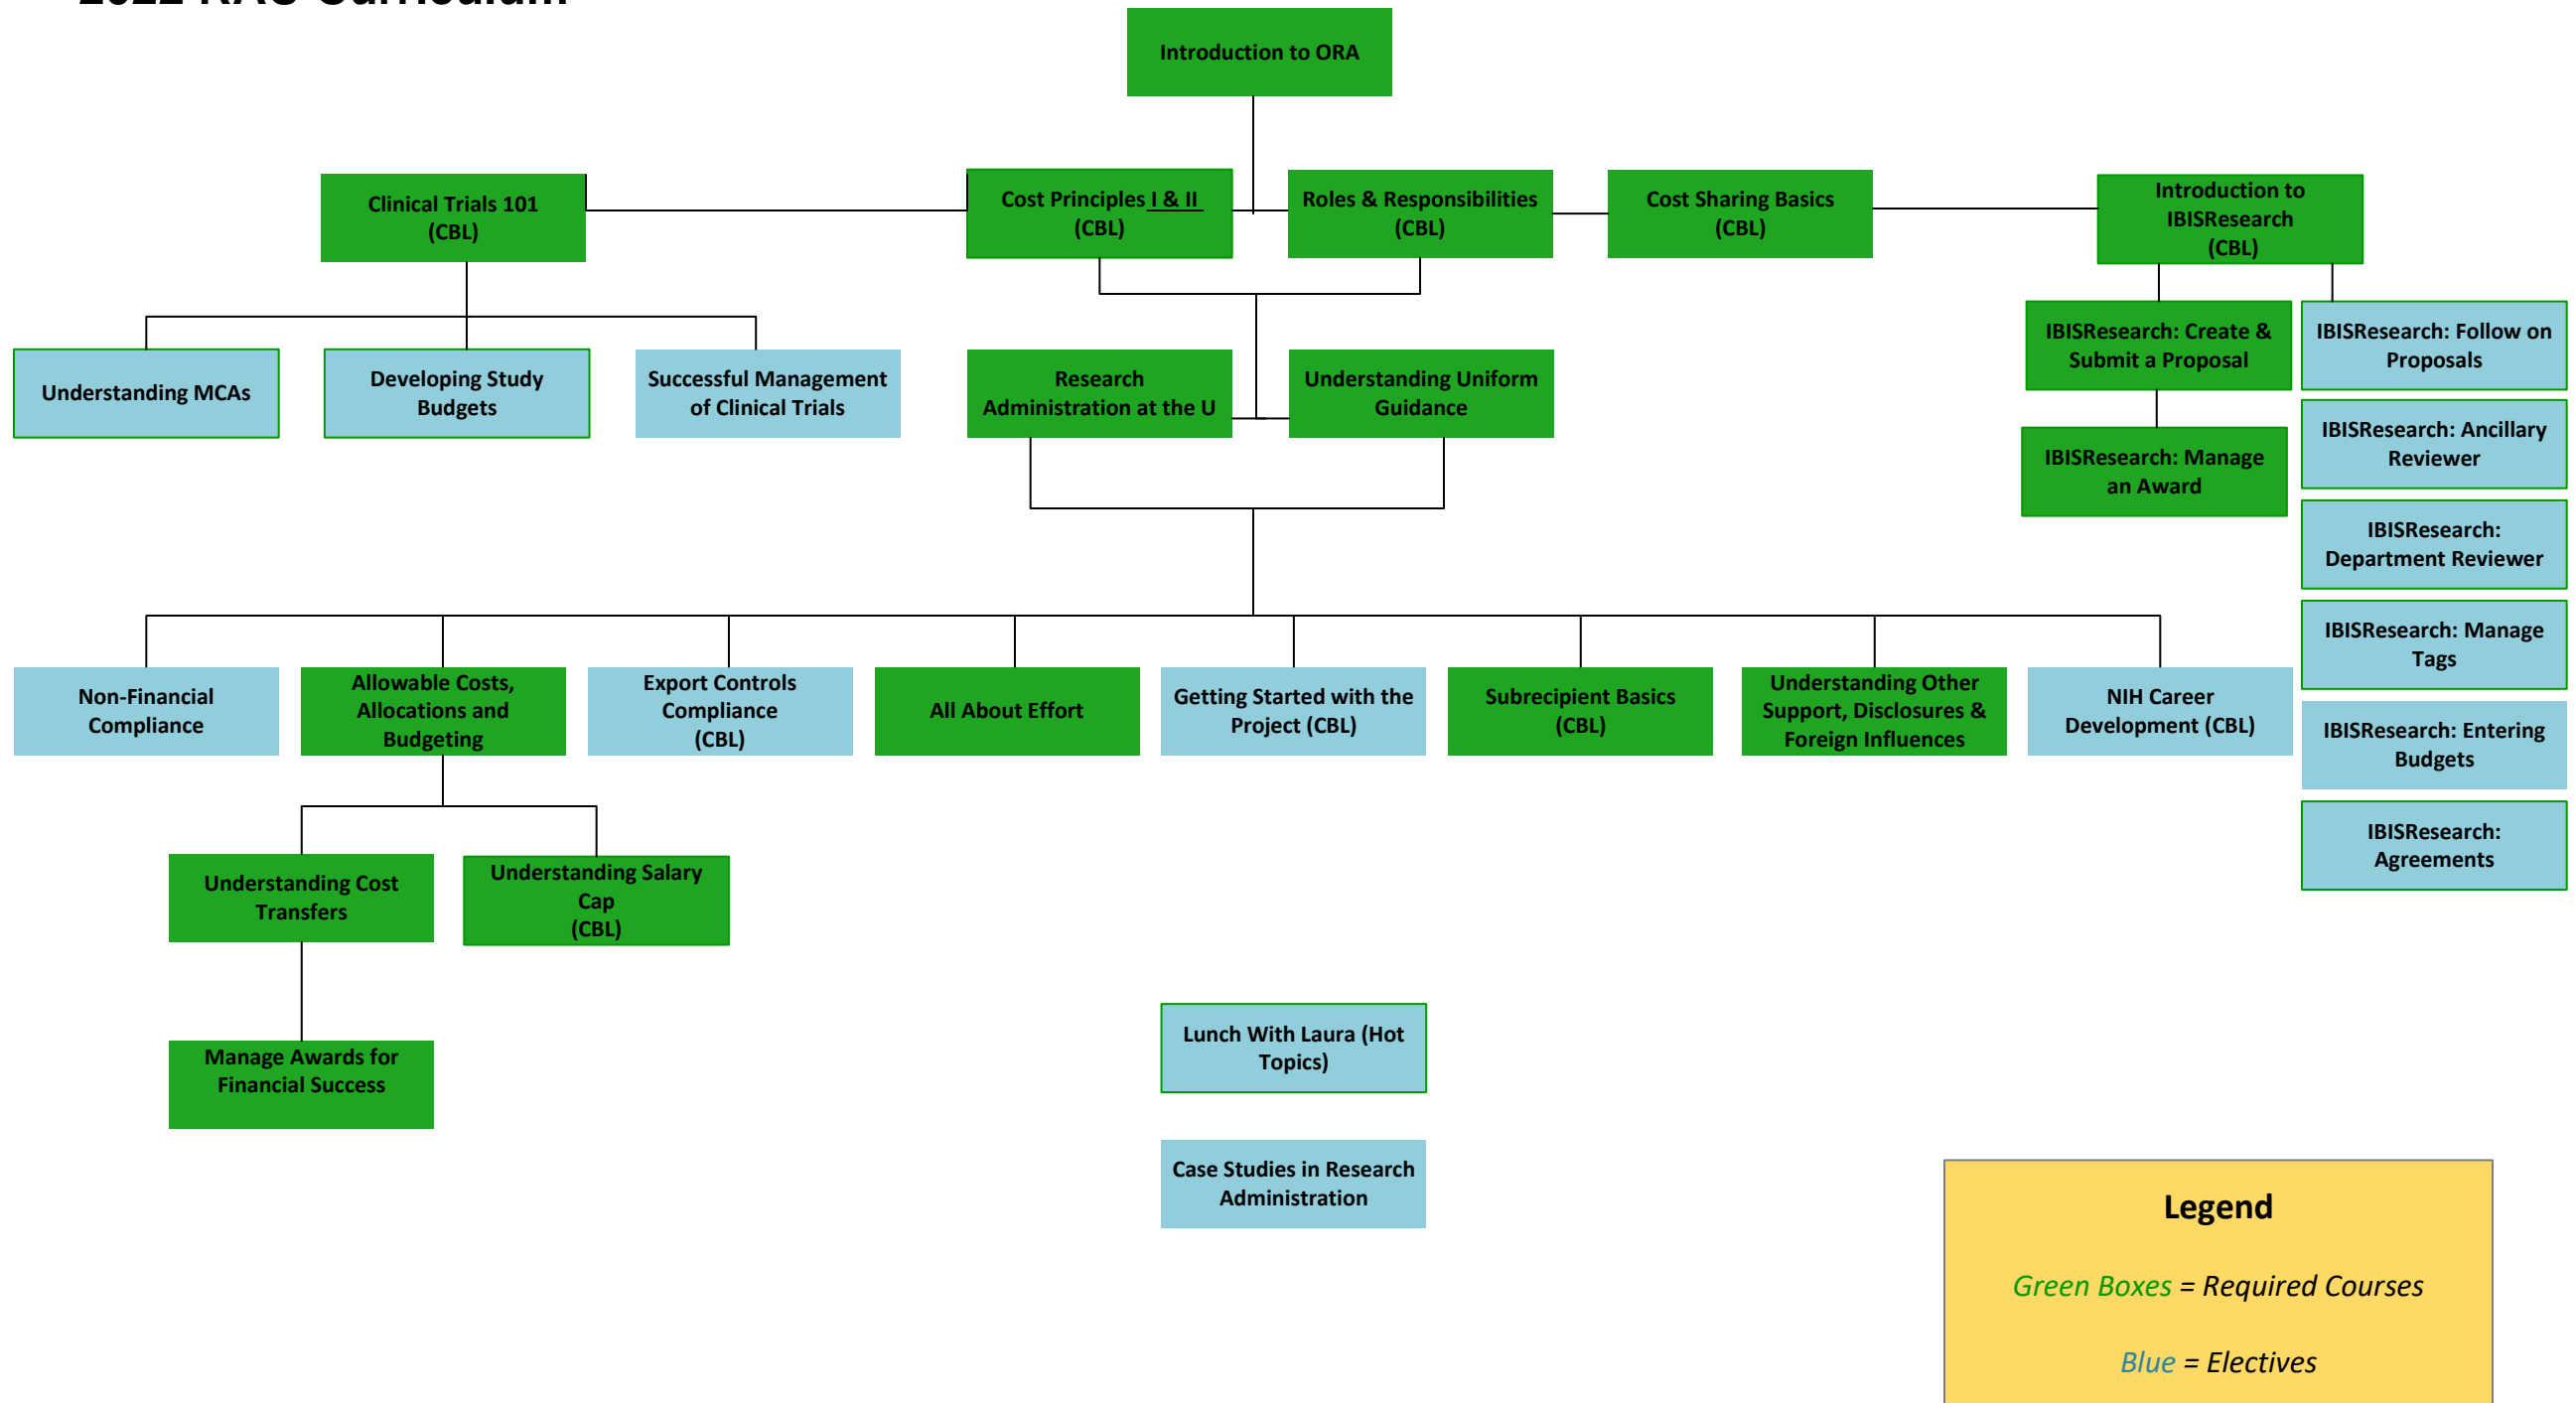 Introduction to ORA
Clinical Trials 101
(CBL)
Cost Principles I & II
(CBL)
Roles & Responsibilities
(CBL)
Cost Sharing Basics
(CBL)
Introduction to
IBISResearch
(CBL)
Understanding MCAs
Developing Study
Budgets
Successful Management
of Clinical Trials
Research
Administration at the U
Understanding Uniform
Guidance
IBISResearch: Create &
Submit a Proposal
IBISResearch: Manage
an Award
IBISResearch: Follow on
Proposals
IBISResearch: Ancillary
Reviewer
IBISResearch:
Department Reviewer
IBISResearch: Manage
Tags
IBISResearch: Entering
Budgets
IBISResearch:
Agreements
Non-Financial
Compliance
Allowable Costs,
Allocations and
Budgeting
Export Controls
Compliance
(CBL)
All About Effort
Getting Started with the
Project (CBL)
Subrecipient Basics
(CBL)
Understanding Other
Support, Disclosures &
Foreign Influences
NIH Career
Development (CBL)
Understanding Cost
Transfers
Understanding Salary
Cap
(CBL)
Manage Awards for
Financial Success
Lunch With Laura (Hot
Topics)
Case Studies in Research
Administration
Legend
Green Boxes = Required Courses
Blue = Electives